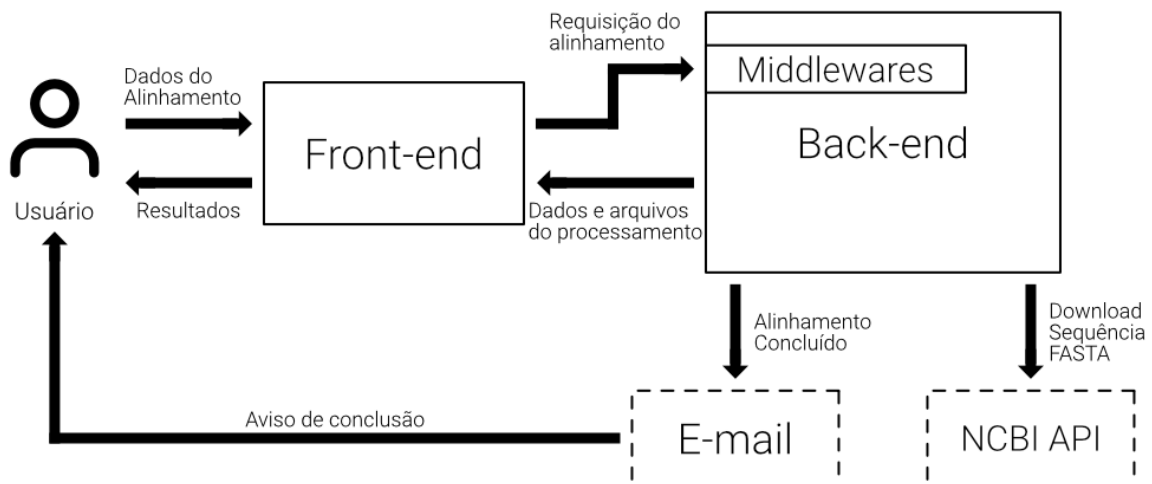 Requisição do
alinhamento
Middlewares
Dados do
Alinhamento
Front-end
Back-end
Usuário
Resultados
Dados e arquivos
do processamento
Alinhamento
Concluído
Download
Sequência
FASTA
Aviso de conclusão
E-mail
NCBI API